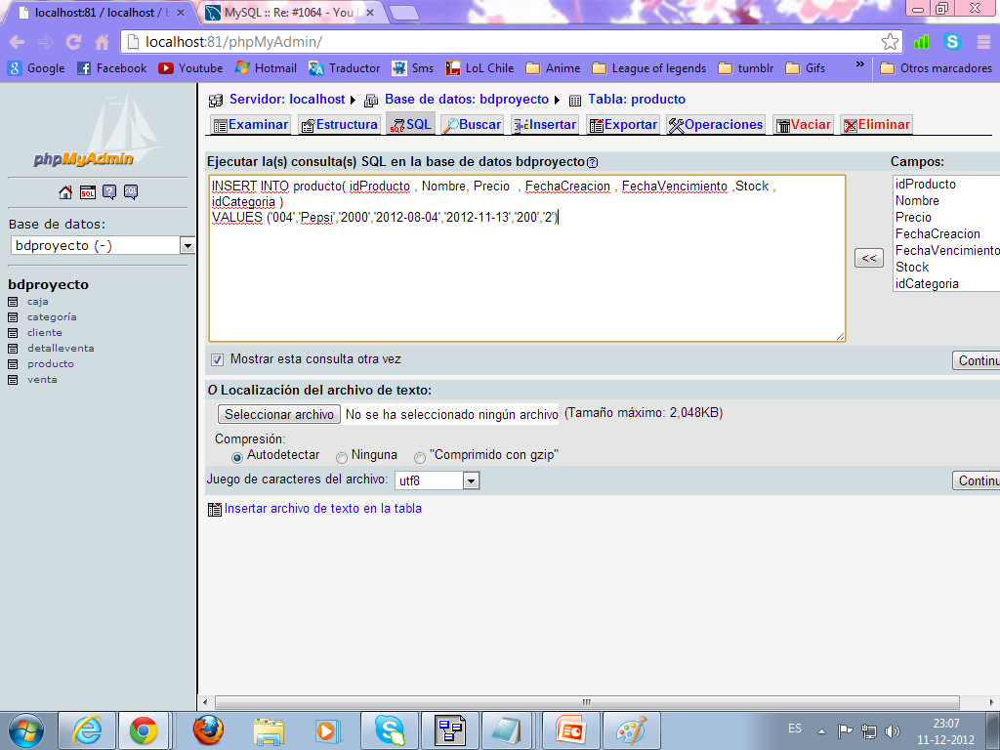 localhost:81 / localhost / b
MySQL :: Re: #1064 - You
localhost:81/phpMyAdmin/
Google Facebook Youtube Hotmail Traductor Sms LoL Chile Anime League of legends tumblr Gifs » Otros marcadores
phpMyAdmin
Base de datos:
bdproyecto (-)
bdproyecto
caja
categoría
cliente
detalleventa
producto
venta
Servidor: localhost Base de datos: bdproyecto Tabla: producto
Examinar Estructura SQL Buscar Insertar Exportar Operaciones Vaciar Eliminar
Ejecutar la(s) consulta(s) SQL en la base de datos bdproyecto
INSERT INTO producto( idProducto , Nombre, Precio , FechaCreacion , FechaVencimiento ,Stock ,
idCategoria )
VALUES ('004','Pepsi','2000','2012-08-04','2012-11-13','200','2')
<<
Campos:
idProducto
Nombre
Precio
FechaCreacion
FechaVencimiento
Stock
idCategoria
Mostrar esta consulta otra vez
Continu
O Localización del archivo de texto:
Seleccionar archivo No se ha seleccionado ningún archivo (Tamaño máximo: 2,048KB)
Compresión:
Autodetectar Ninguna "Comprimido con gzip"
Juego de caracteres del archivo: utf8
Continu
Insertar archivo de texto en la tabla
ES
23:07
11-12-2012